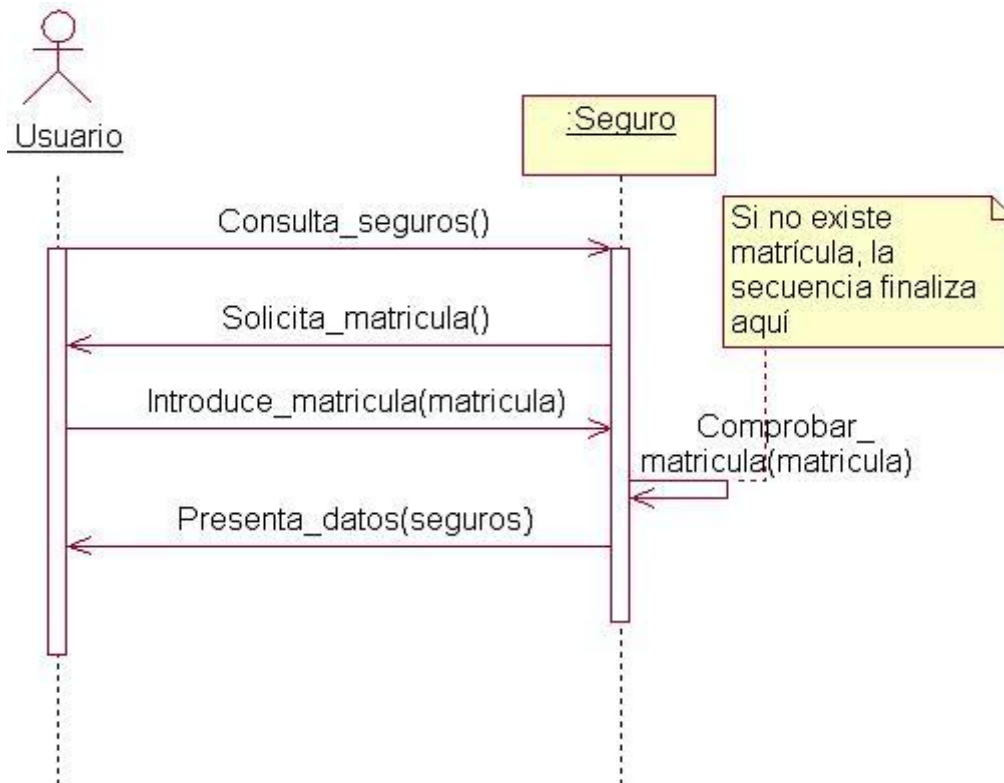 Usuario
:Seguro
Si no existe
matrícula, la
secuencia finaliza
aquí
Consulta_seguros()
Solicita_matricula()
Introduce_matricula(matricula)
Comprobar_
matricula(matricula)
Presenta_datos(seguros)